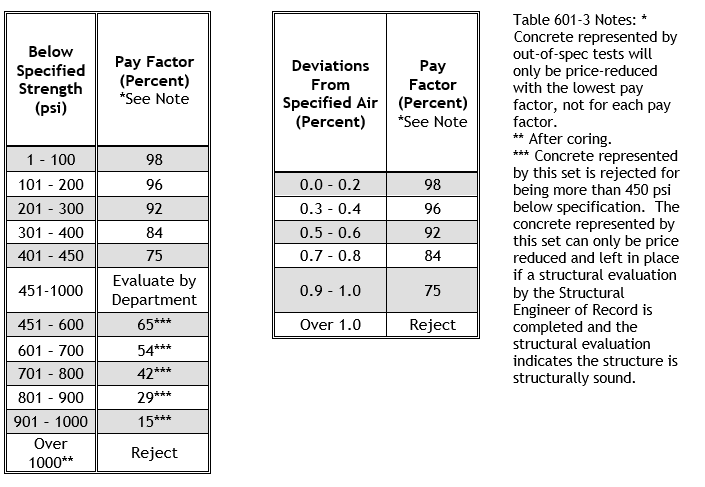 Below
Specified
Strength
(psi)
Pay Factor
(Percent)
*See Note
1 - 100 98
101 - 200 96
201 - 300 92
301 - 400 84
401 - 450 75
451-1000 Evaluate by
Department
451 - 600 65***
601 - 700 54***
701 - 800 42***
801 - 900 29***
901 - 1000 15***
Over
1000** Reject
Deviations
From
Specified Air
(Percent)
Pay
Factor
(Percent)
*See Note
0.0 - 0.2 98
0.3 - 0.4 96
0.5 - 0.6 92
0.7 - 0.8 84
0.9 - 1.0 75
Over 1.0 Reject
Table 601-3 Notes: *
Concrete represented by
out-of-spec tests will
only be price-reduced
with the lowest pay
factor, not for each pay
factor.
** After coring.
*** Concrete represented
by this set is rejected for
being more than 450 psi
below specification. The
concrete represented by
this set can only be price
reduced and left in place
if a structural evaluation
by the Structural
Engineer of Record is
completed and the
structural evaluation
indicates the structure is
structurally sound.